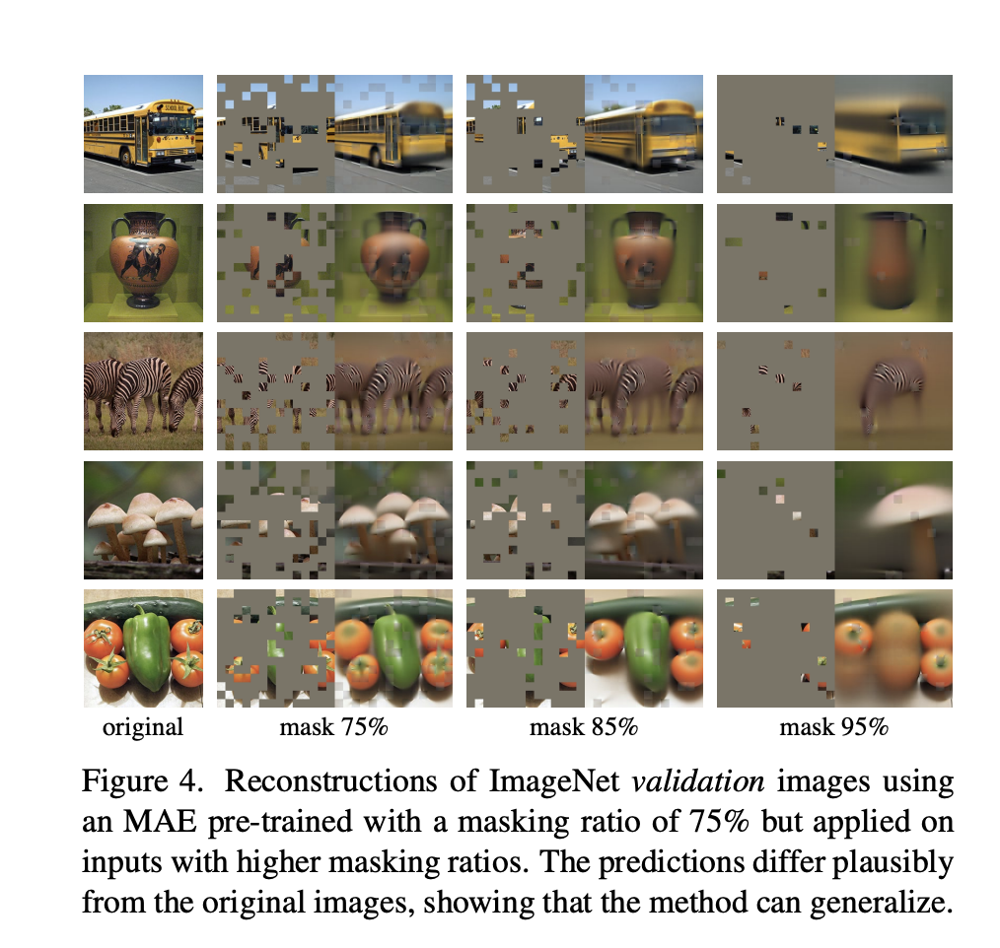 SCHOOL BUS
original mask 75% mask 85% mask 95%
Figure 4. Reconstructions of ImageNet validation images using
an MAE pre-trained with a masking ratio of 75% but applied on
inputs with higher masking ratios. The predictions differ plausibly
from the original images, showing that the method can generalize.